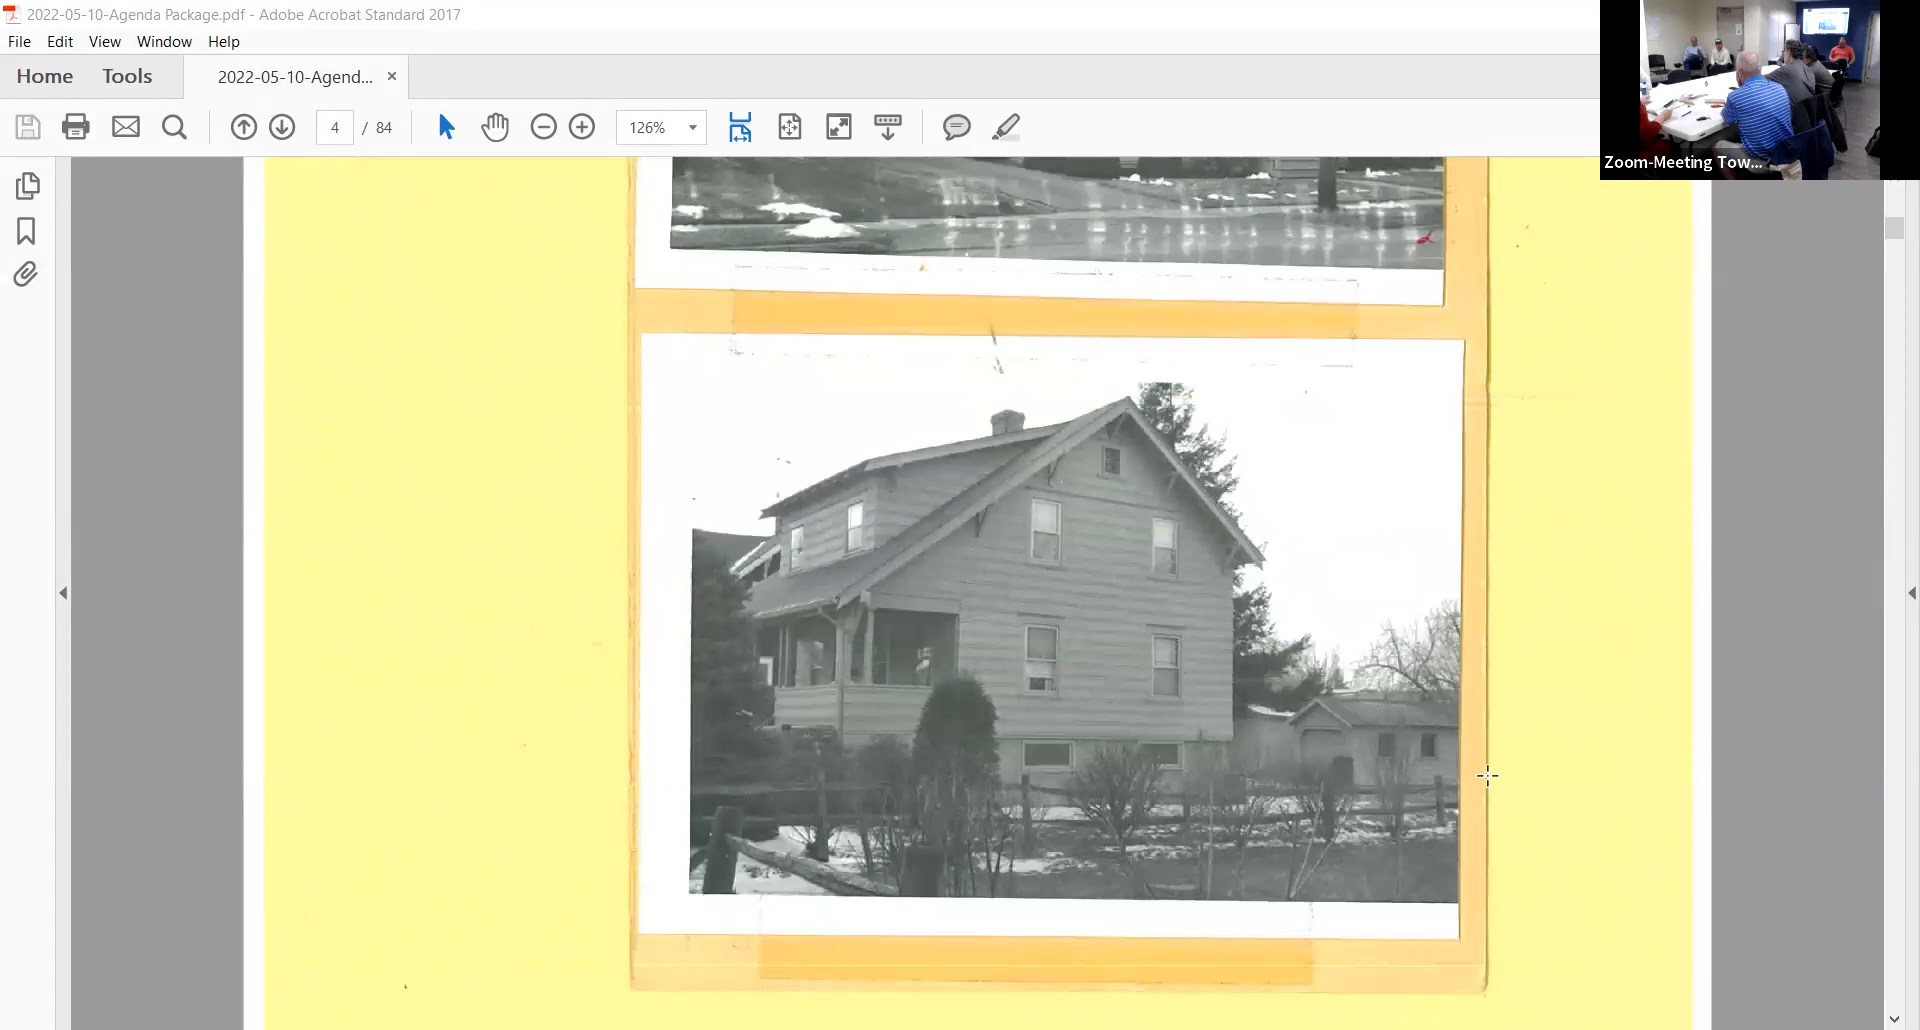 2022-05-10-Agenda Package.pdf - Adobe Acrobat Standard 2017
File Edit View Window Help
Home Tools 2022-05-10-Agend... ×
4 / 84 126%
Zoom-Meeting Tow...